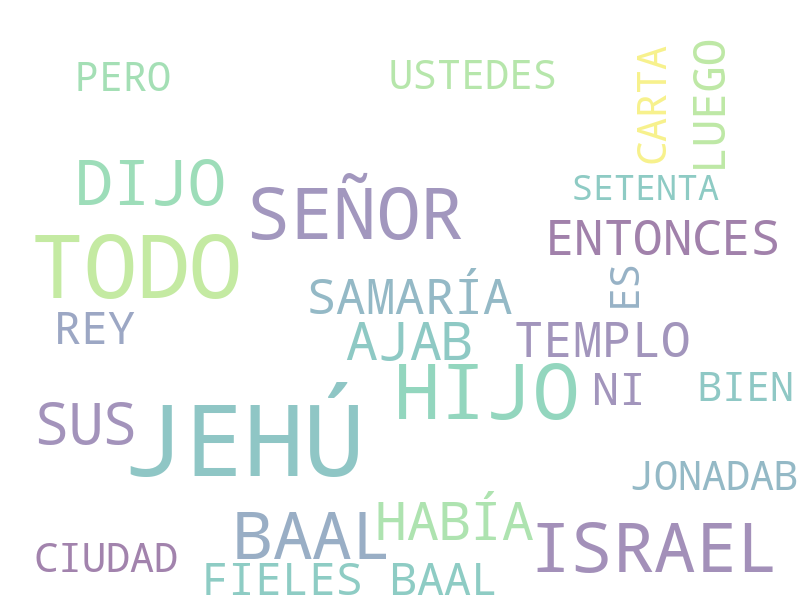 PERO
USTEDES
CARTA
LUEGO
DIJO
SEÑOR
SETENTA
ENTONCES
TODO
SAMARÍA
ES
REY
AJAB
TEMPLO
HIJO
NI
BIEN
SUS
JEHÚ
JONADAB
BAAL
HABÍA
ISRAEL
CIUDAD
FIELES BAAL